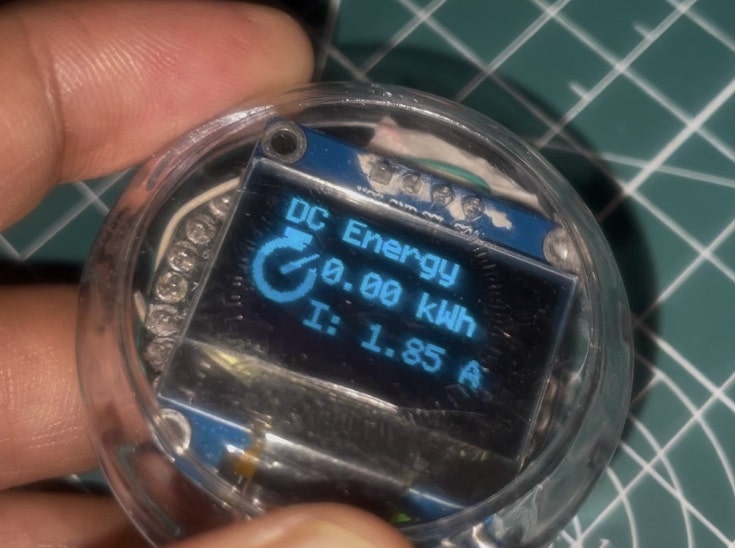 DC Energy
0.00 kWh
I: 1.85 A